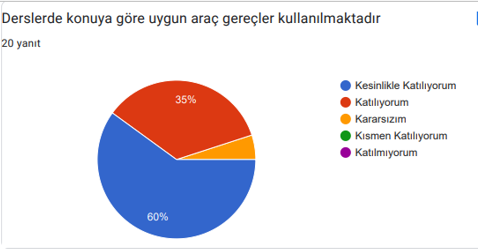 Derslerde konuya göre uygun araç gereçler kullanılmaktadır
20 yanıt
35%
60%
Kesinlikle Katılıyorum
Katılıyorum
Kararsızım
Kısmen Katılıyorum
Katılmıyorum